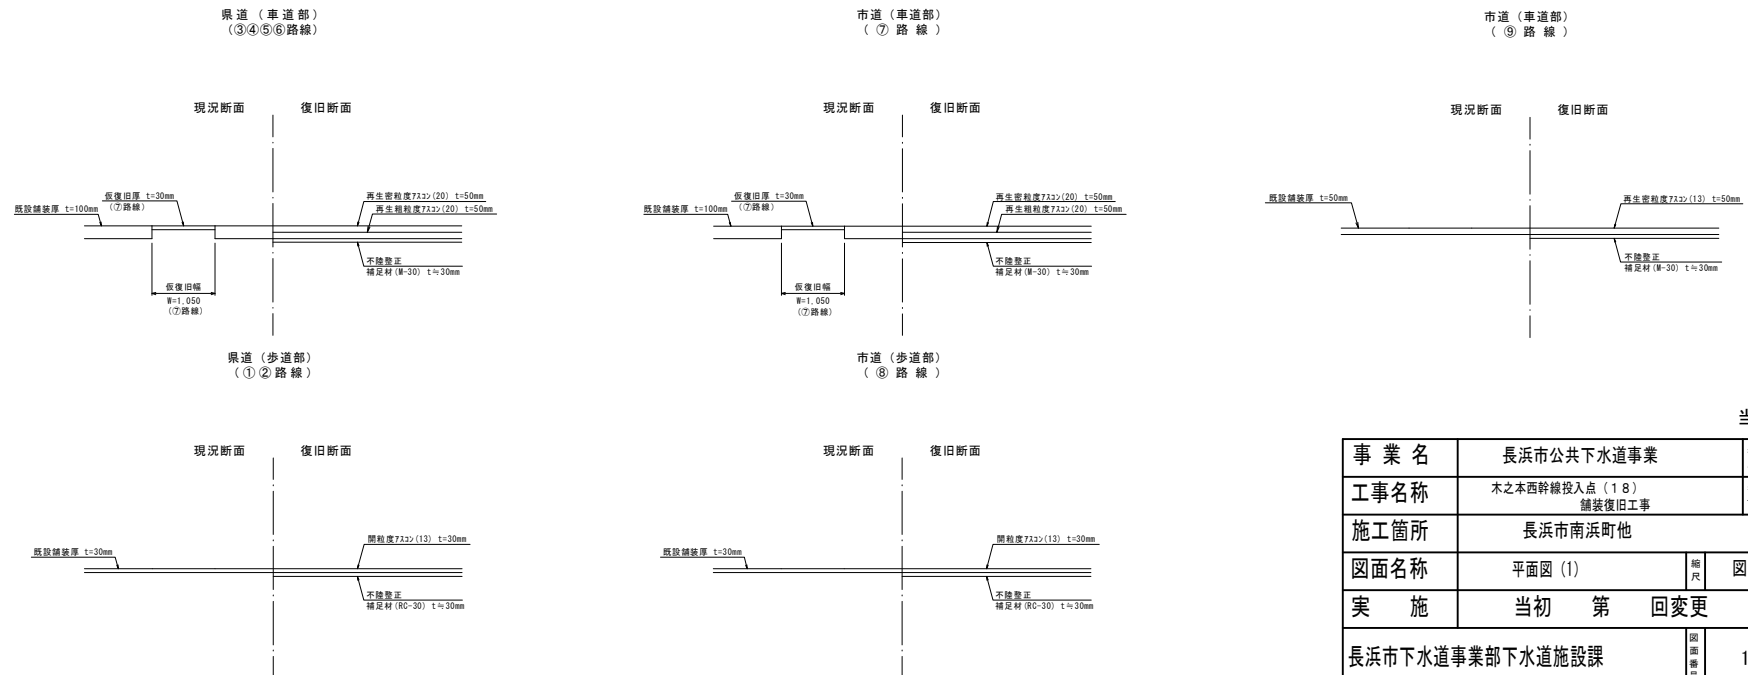 県道（車道部）
（③④⑤⑥路線）
現況断面
復旧断面
仮復旧厚 t=30mm
（⑦路線）
既設舗装厚 t=100mm
再生密粒度アスコン(20) t=50mm
再生粗粒度アスコン(20) t=50mm
不陸整正
補足材(M-30) t≒30mm
仮復旧幅
W=1,050
（⑦路線）
市道（車道部）
（⑦路線）
現況断面
復旧断面
仮復旧厚 t=30mm
（⑦路線）
既設舗装厚 t=100mm
再生密粒度アスコン(20) t=50mm
再生粗粒度アスコン(20) t=50mm
不陸整正
補足材(M-30) t≒30mm
仮復旧幅
W=1,050
（⑦路線）
市道（車道部）
（⑨路線）
現況断面
復旧断面
既設舗装厚 t=50mm
再生密粒度アスコン(13) t=50mm
不陸整正
補足材(M-30) t≒30mm
県道（歩道部）
（①②路線）
現況断面
復旧断面
既設舗装厚 t=30mm
開粒度アスコン(13) t=30mm
不陸整正
補足材(RC-30) t≒30mm
市道（歩道部）
（⑧路線）
現況断面
復旧断面
既設舗装厚 t=30mm
開粒度アスコン(13) t=30mm
不陸整正
補足材(RC-30) t≒30mm
当
事業名 長浜市公共下水道事業
工事名称 木之本西幹線投入点（１８）
舗装復旧工事
施工箇所 長浜市南浜町他
図面名称 平面図(1) 縮尺 図
実施 当初 第 回変更
長浜市下水道事業部下水道施設課 図面番号 1